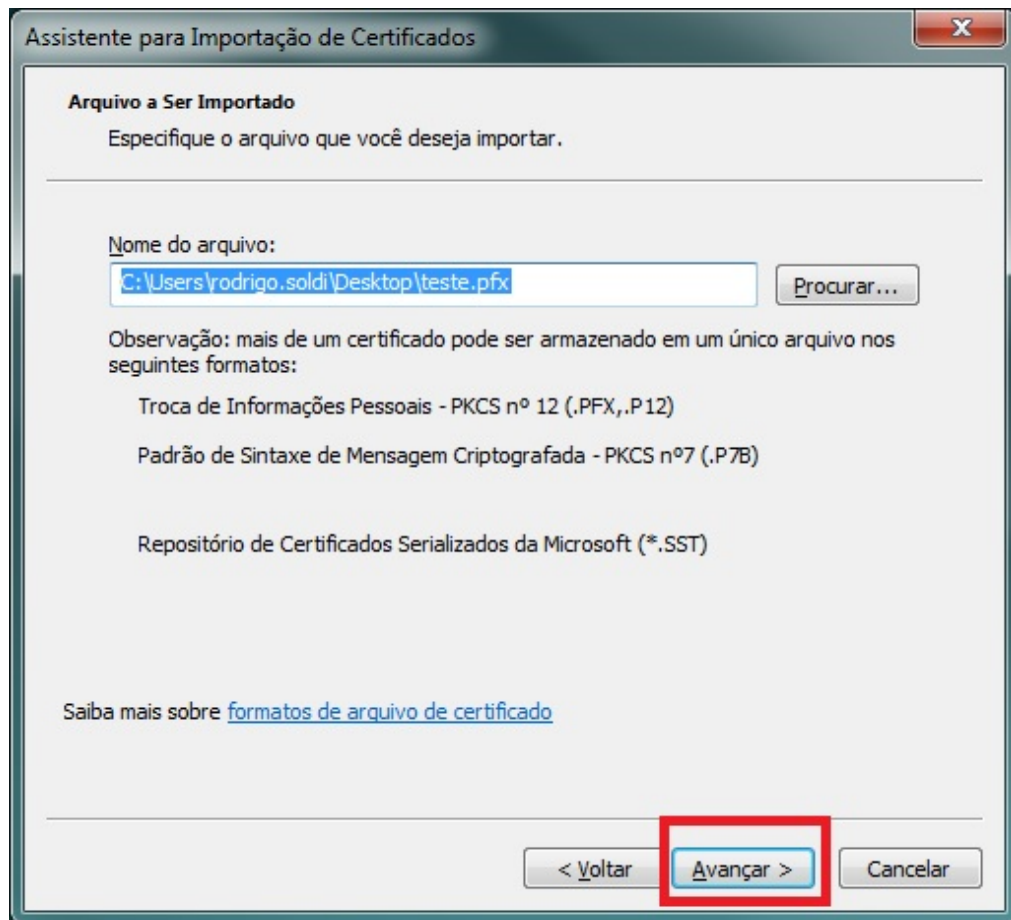 Assistente para Importação de Certificados
Arquivo a Ser Importado
Especifique o arquivo que você deseja importar.
Nome do arquivo:
C:\Users\rodrigo.soldi\Desktop\teste.pfx
Procurar...
Observação: mais de um certificado pode ser armazenado em um único arquivo nos
seguintes formatos:
Troca de Informações Pessoais - PKCS nº 12 (.PFX,.P12)
Padrão de Sintaxe de Mensagem Criptografada - PKCS nº7 (.P7B)
Repositório de Certificados Serializados da Microsoft (*.SST)
Saiba mais sobre formatos de arquivo de certificado
< Voltar
Avançar >
Cancelar